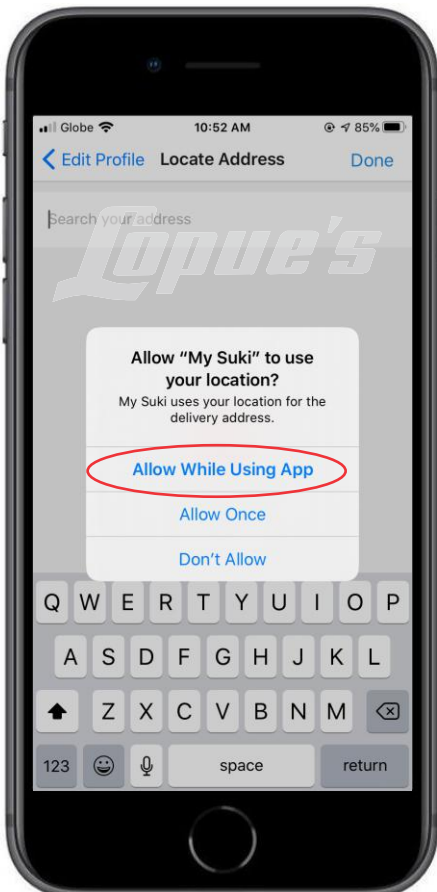 Globe 10:52 AM 85%
Edit Profile Locate Address Done
Search your address
Lopue's
Allow “My Suki” to use
your location?
My Suki uses your location for the
delivery address.
Allow While Using App
Allow Once
Don’t Allow
Q W E R T Y U I O P
A S D F G H J K L
Z X C V B N M
123 space return